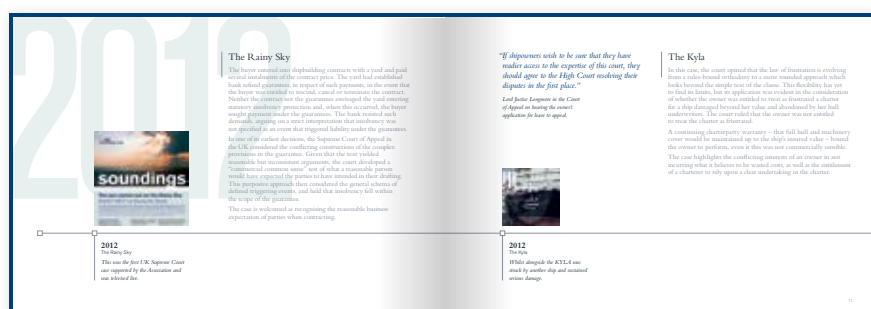 2012
The Rainy Sky
The buyer entered into shipbuilding contracts with a yard and paid
several instalments of the contract price. The yard had established
bank refund guarantees, in respect of such payments, in the event that
the buyer was entitled to rescind, cancel or terminate the contract.
Neither the contract nor the guarantees envisaged the yard entering
statutory insolvency protection and, when this occurred, the buyer
sought payment under the guarantees. The bank resisted such
demands, arguing on a strict interpretation that insolvency was
not specified in an event that triggered liability under the guarantees.
In one of its earliest decisions, the Supreme Court of Appeal in
the UK considered the conflicting constructions of the complex
provisions in the guarantee. Given that the text yielded
reasonable but inconsistent arguments, the court developed a
"commercial common sense" test of what a reasonable person
would have expected the parties to have intended in their drafting.
This purposive approach then considered the general schema of
defined triggering events, and held that insolvency fell within
the scope of the guarantee.
The case is welcomed as recognising the reasonable business
expectation of parties when contracting.
soundings
2012
The Rainy Sky
This was the first UK Supreme Court
case supported by the Association and
was televised live.
"If shipowners wish to be sure that they have
readier access to the expertise of this court, they
should agree to the High Court resolving their
disputes in the first place."
Lord Justice Longmore in the Court
of Appeal on hearing the owner's
application for leave to appeal.
The Kyla
In this case, the court opined that the law of frustration is evolving
from a rules-bound orthodoxy to a more rounded approach which
looks beyond the simple test of the clause. This flexibility has yet
to find its limits, but its application was evident in the consideration
of whether the owner was entitled to treat as frustrated a charter
for a ship damaged beyond her value and abandoned by her hull
underwriters. The court ruled that the owner was not entitled
to treat the charter as frustrated.
A continuing charterparty warranty – that full hull and machinery
cover would be maintained up to the ship's insured value – bound
the owner to perform, even if this was not commercially sensible.
The case highlights the conflicting interests of an owner in not
incurring what it believes to be wasted costs, as well as the entitlement
of a charterer to rely upon a clear undertaking in the charter.
2012
The Kyla
Whilst alongside the KYLA was
struck by another ship and sustained
serious damage.